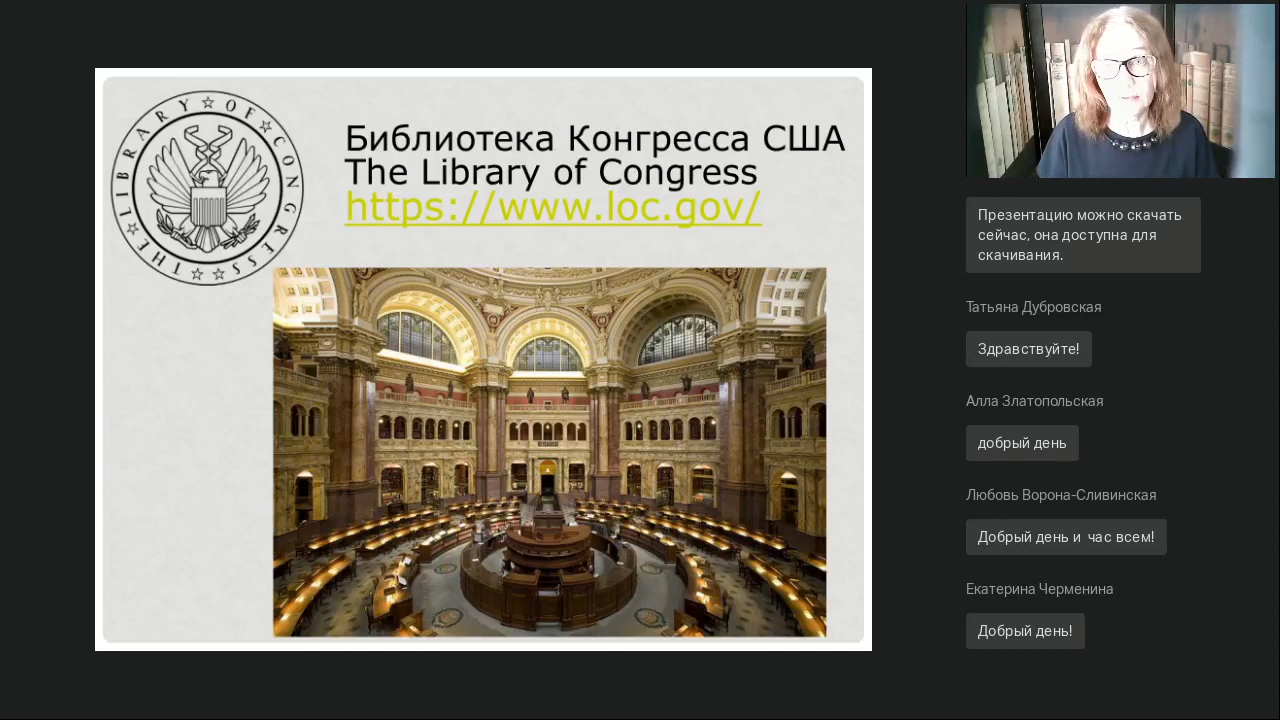 THE LIBRARY OF CONGRESS
Библиотека Конгресса США
The Library of Congress
https://www.loc.gov/
Презентацию можно скачать
сейчас, она доступна для
скачивания.
Татьяна Дубровская
Здравствуйте!
Алла Златопольская
добрый день
Любовь Ворона-Сливинская
Добрый день и  час всем!
Екатерина Черменина
Добрый день!